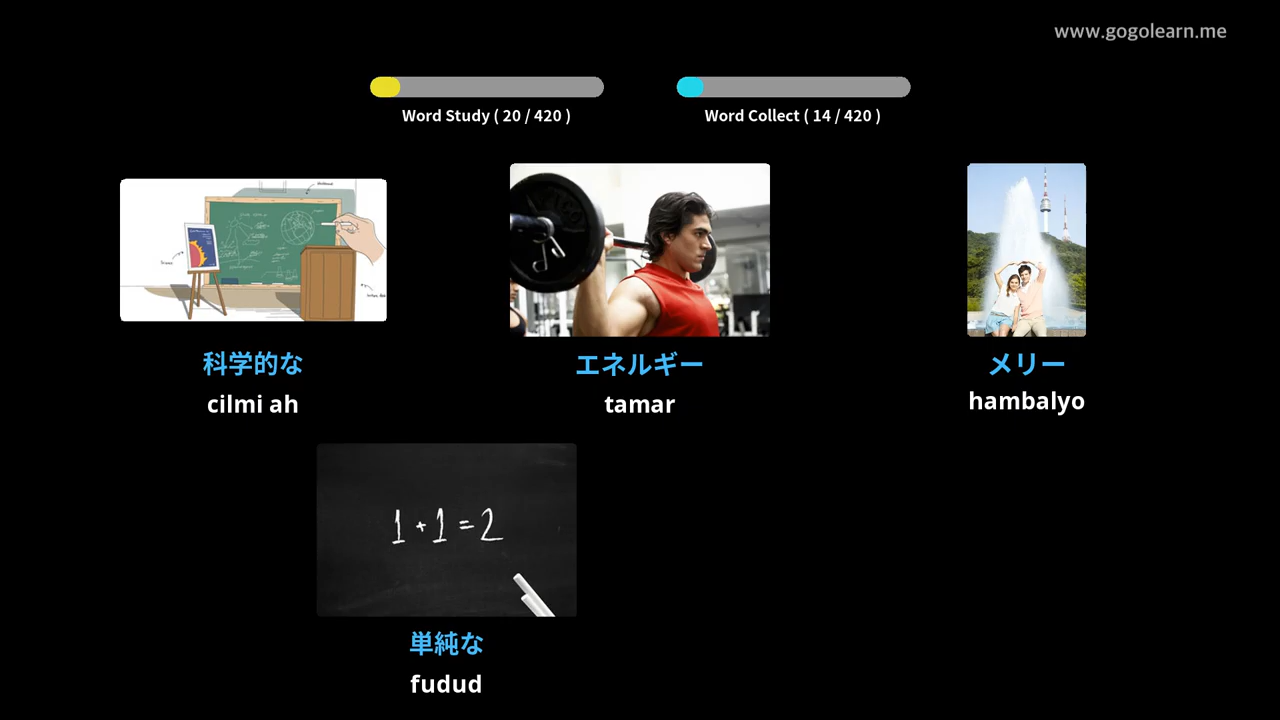 www.gogolearn.me
Word Study ( 20 / 420 )
Word Collect ( 14 / 420 )
科学的な
cilmi ah
エネルギー
tamar
メリー
hambalyo
1 + 1 = 2
単純な
fudud